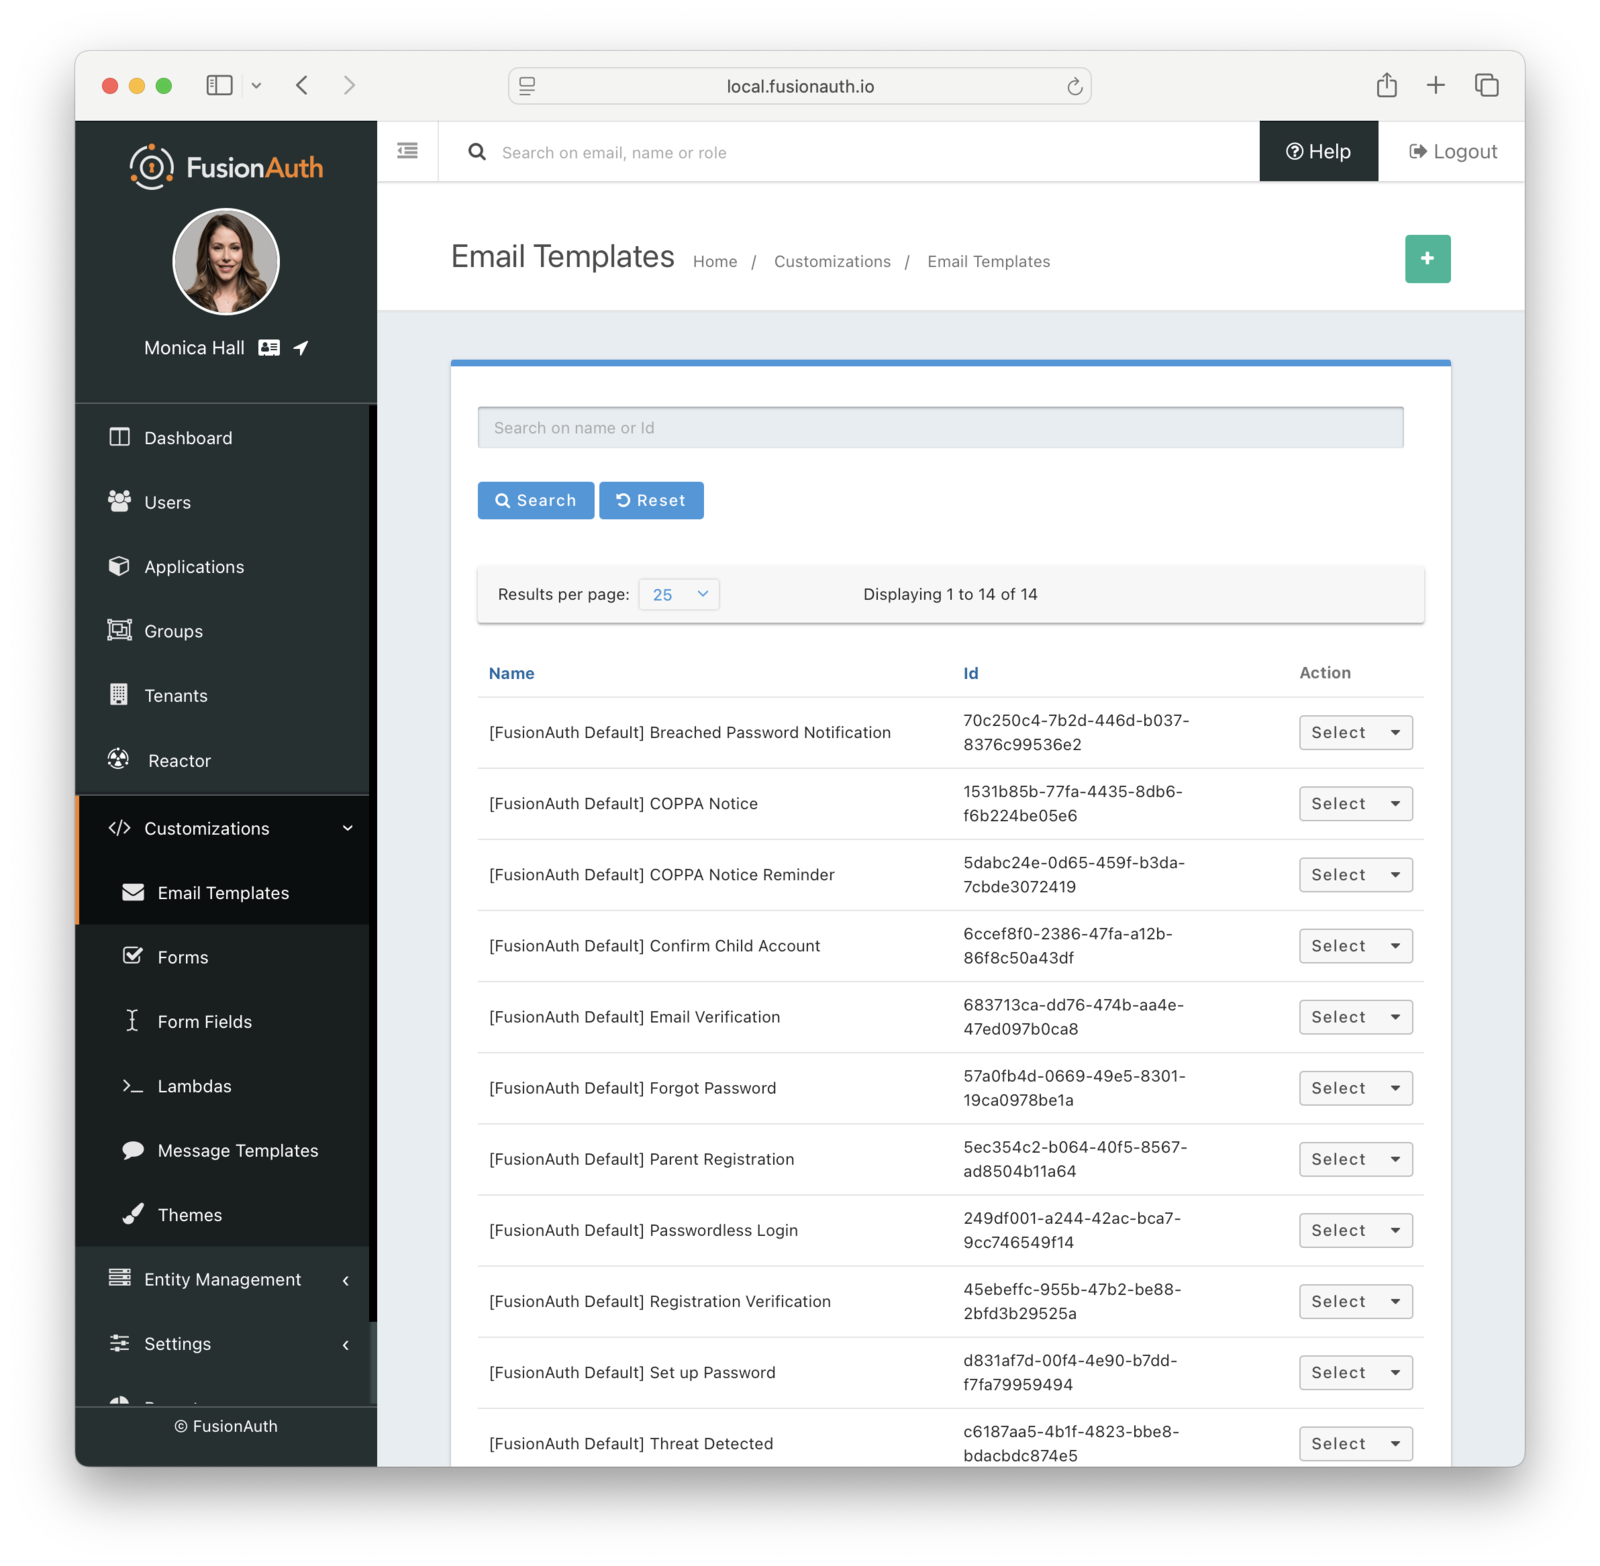 local.fusionauth.io
FusionAuth
Search on email, name or role
Help
Logout
Monica Hall
Email Templates
Home / Customizations / Email Templates
Dashboard
Users
Applications
Groups
Tenants
Reactor
Customizations
Email Templates
Forms
Form Fields
Lambdas
Message Templates
Themes
Entity Management
Settings
© FusionAuth
Search on name or Id
Search
Reset
Results per page: 25
Displaying 1 to 14 of 14
Name Id Action
[FusionAuth Default] Breached Password Notification
70c250c4-7b2d-446d-b037-
8376c99536e2
Select
[FusionAuth Default] COPPA Notice
1531b85b-77fa-4435-8db6-
f6b224be05e6
Select
[FusionAuth Default] COPPA Notice Reminder
5dabc24e-0d65-459f-b3da-
7cbde3072419
Select
[FusionAuth Default] Confirm Child Account
6ccef8f0-2386-47fa-a12b-
86f8c50a43df
Select
[FusionAuth Default] Email Verification
683713ca-dd76-474b-aa4e-
47ed097b0ca8
Select
[FusionAuth Default] Forgot Password
57a0fb4d-0669-49e5-8301-
19ca0978be1a
Select
[FusionAuth Default] Parent Registration
5ec354c2-b064-40f5-8567-
ad8504b11a64
Select
[FusionAuth Default] Passwordless Login
249df001-a244-42ac-bca7-
9cc746549f14
Select
[FusionAuth Default] Registration Verification
45ebeffc-955b-47b2-be88-
2bfd3b29525a
Select
[FusionAuth Default] Set up Password
d831af7d-00f4-4e90-b7dd-
f7fa79959494
Select
[FusionAuth Default] Threat Detected
c6187aa5-4b1f-4823-bbe8-
bdacbdc874e5
Select